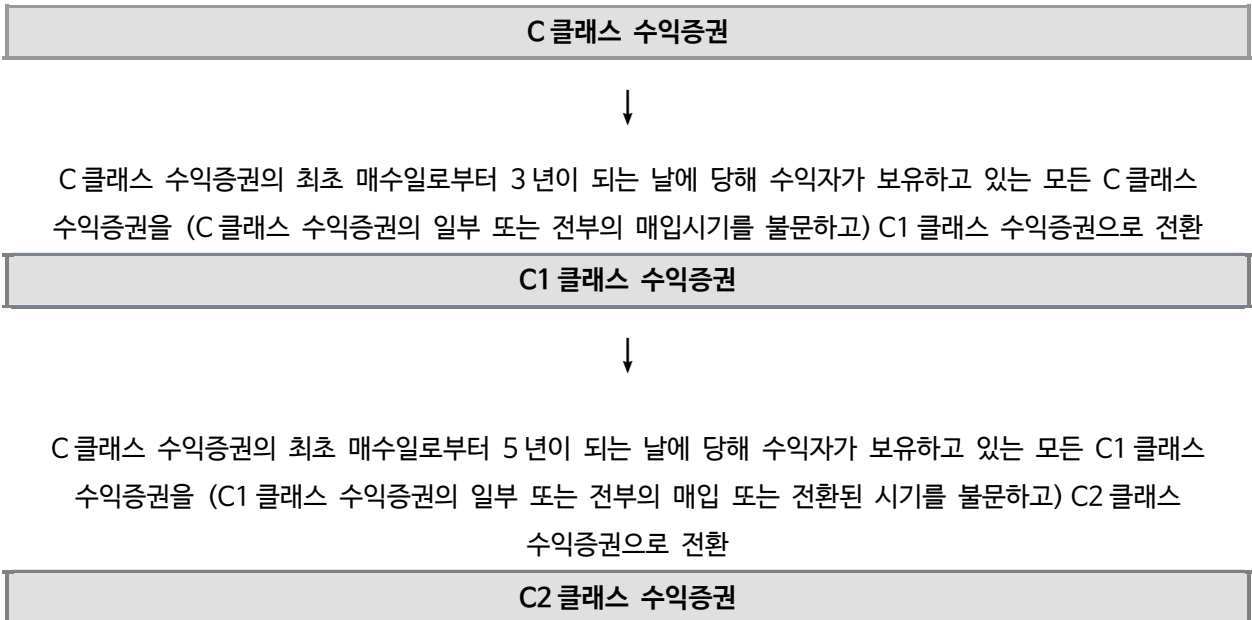 C 클래스 수익증권
↓
C 클래스 수익증권의 최초 매수일로부터 3 년이 되는 날에 당해 수익자가 보유하고 있는 모든 C 클래스
수익증권을 (C 클래스 수익증권의 일부 또는 전부의 매입시기를 불문하고) C1 클래스 수익증권으로 전환
C1 클래스 수익증권
↓
C 클래스 수익증권의 최초 매수일로부터 5 년이 되는 날에 당해 수익자가 보유하고 있는 모든 C1 클래스
수익증권을 (C1 클래스 수익증권의 일부 또는 전부의 매입 또는 전환된 시기를 불문하고) C2 클래스
수익증권으로 전환
C2 클래스 수익증권